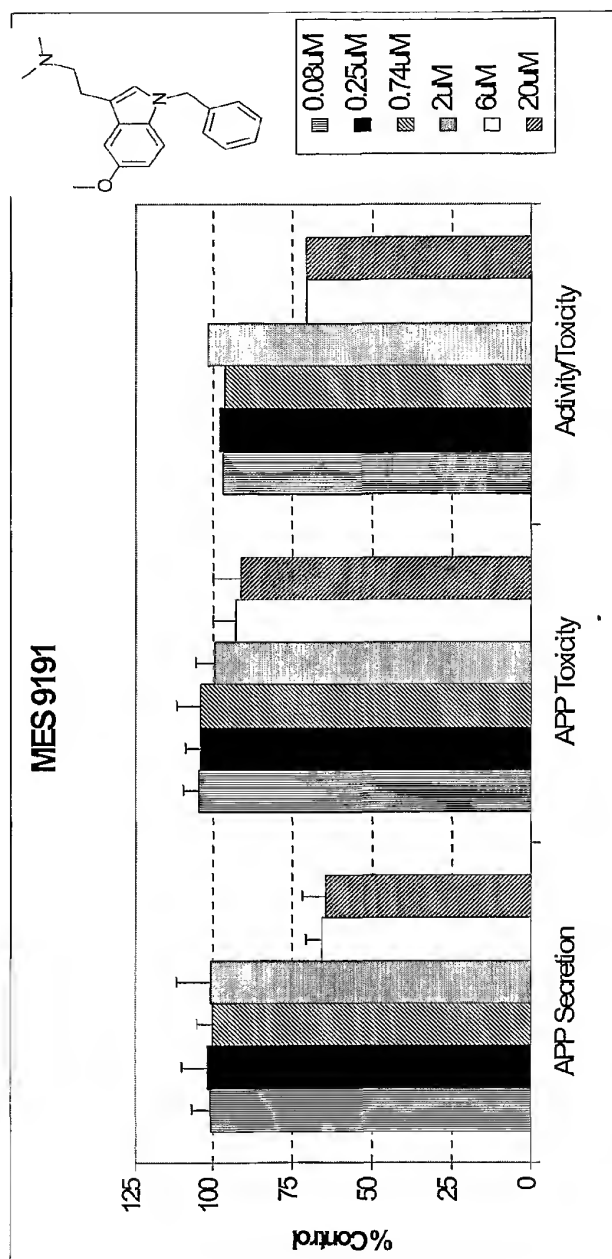 MES 9191
N
N
O
0.08uM
0.25uM
0.74uM
2uM
6uM
20uM
% Control
125
100
75
50
25
0
APP Secretion
APP Toxicity
Activity/Toxicity